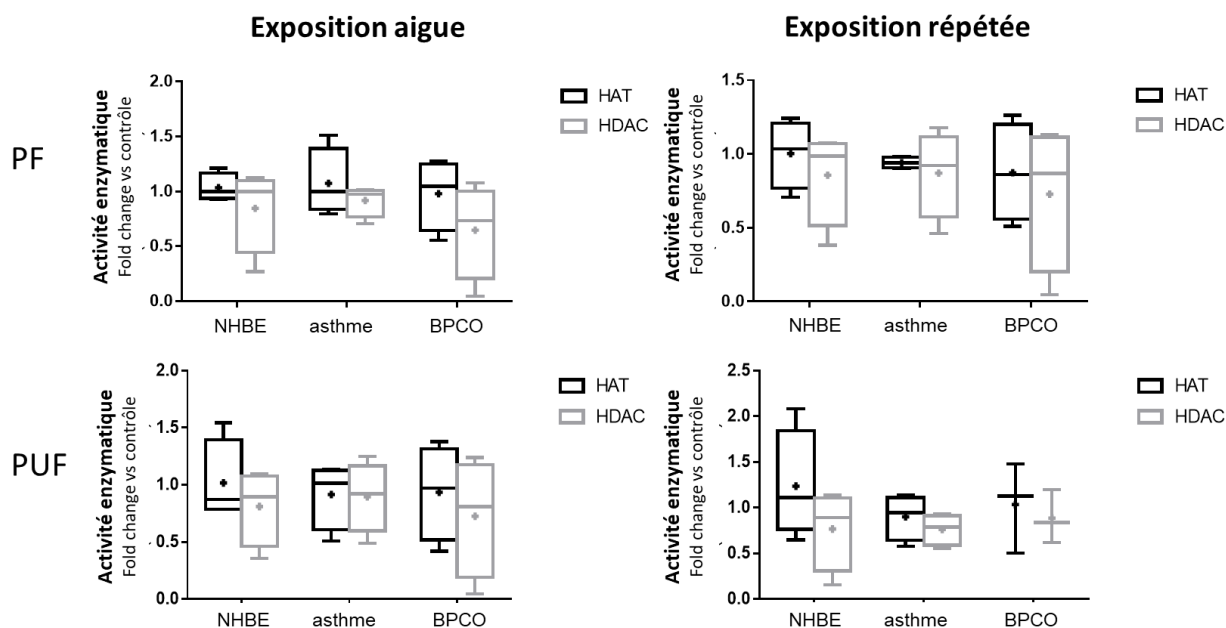 Exposition aigue
Exposition répétée
PF
Activité enzymatique
Fold change vs contrôle
2.0
1.5
1.0
0.5
0.0
NHBE
asthme
BPCO
HAT
HDAC
Activité enzymatique
Fold change vs contrôle
1.5
1.0
0.5
0.0
NHBE
asthme
BPCO
HAT
HDAC
PUF
Activité enzymatique
Fold change vs contrôle
2.0
1.5
1.0
0.5
0.0
NHBE
asthme
BPCO
HAT
HDAC
Activité enzymatique
Fold change vs contrôle
2.5
2.0
1.5
1.0
0.5
0.0
NHBE
asthme
BPCO
HAT
HDAC